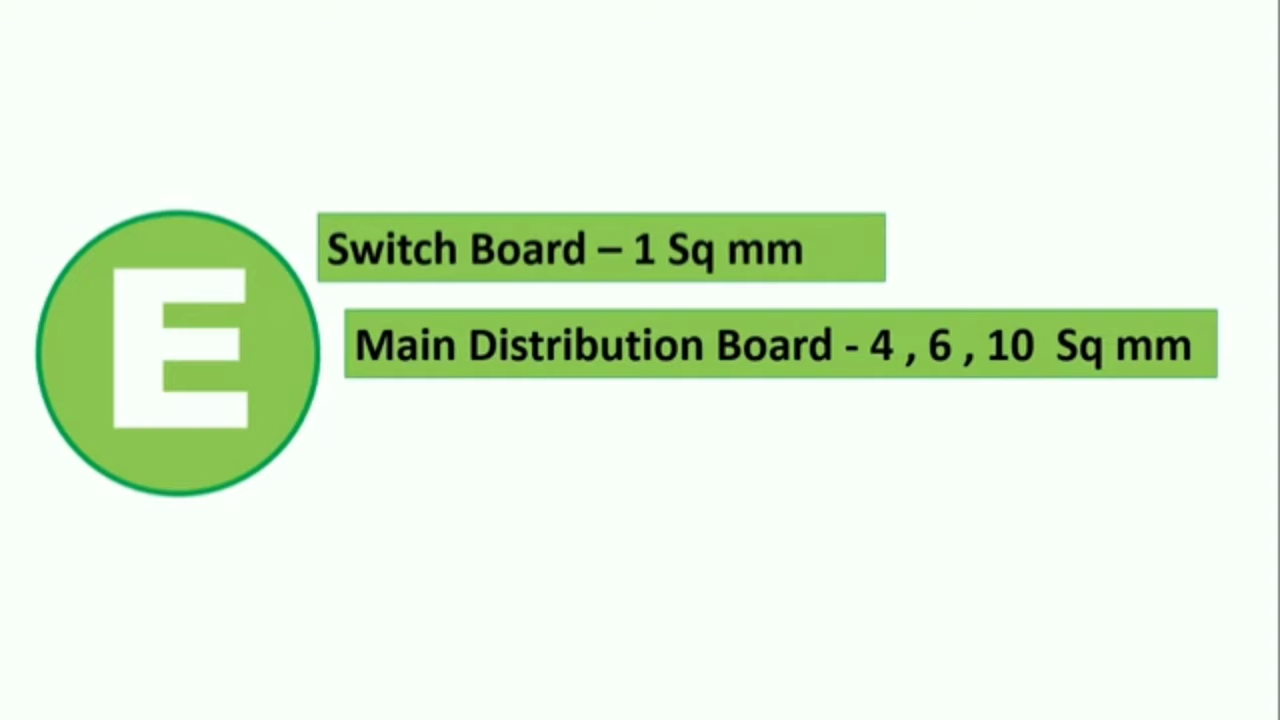 E
Switch Board – 1 Sq mm
Main Distribution Board - 4 , 6 , 10 Sq mm